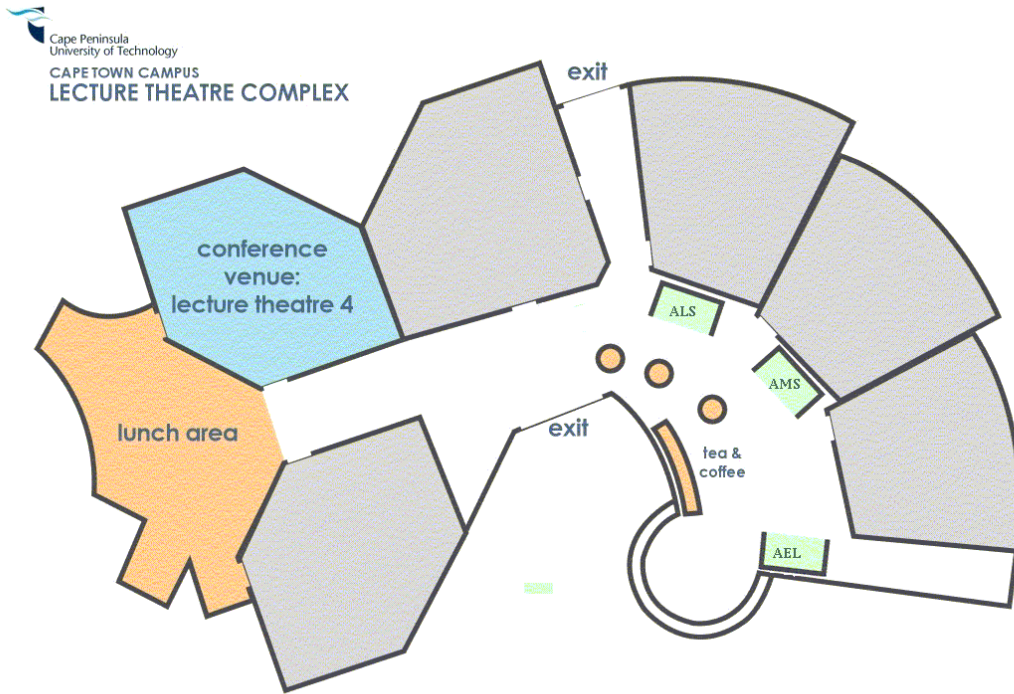 Cape Peninsula
University of Technology
CAPE TOWN CAMPUS
LECTURE THEATRE COMPLEX
exit
conference
venue:
lecture theatre 4
ALS
AMS
lunch area
exit
tea &
coffee
AEL